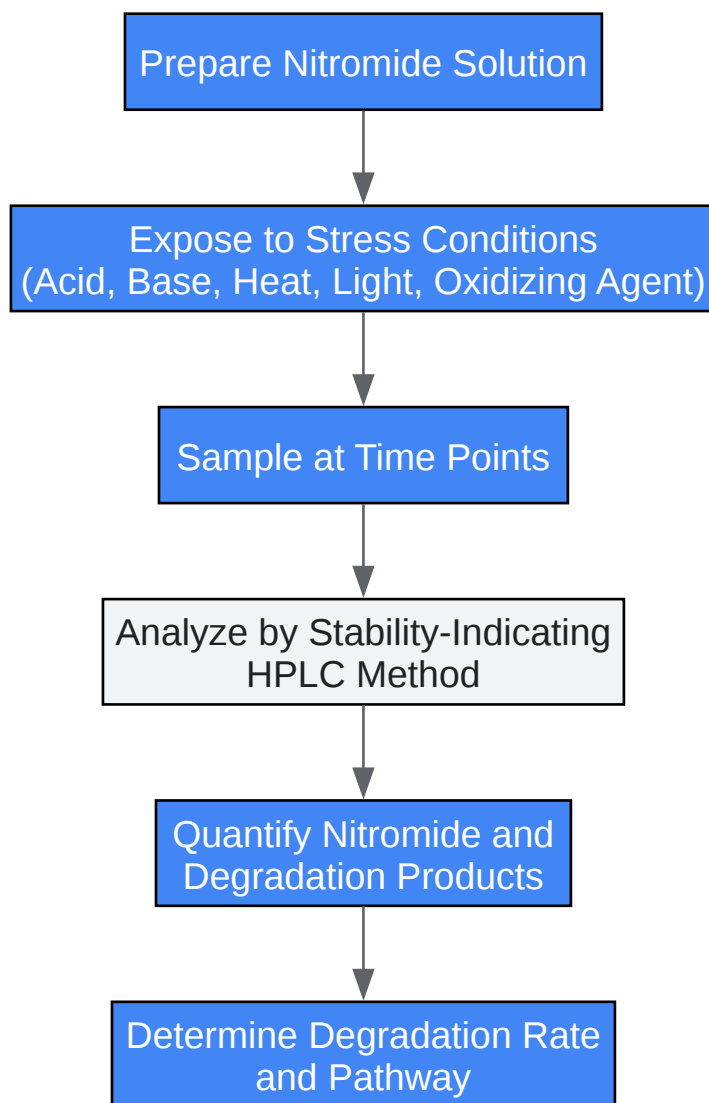 Prepare Nitromide Solution
Expose to Stress Conditions
(Acid, Base, Heat, Light, Oxidizing Agent)
Sample at Time Points
Analyze by Stability-Indicating
HPLC Method
Quantify Nitromide and
Degradation Products
Determine Degradation Rate
and Pathway